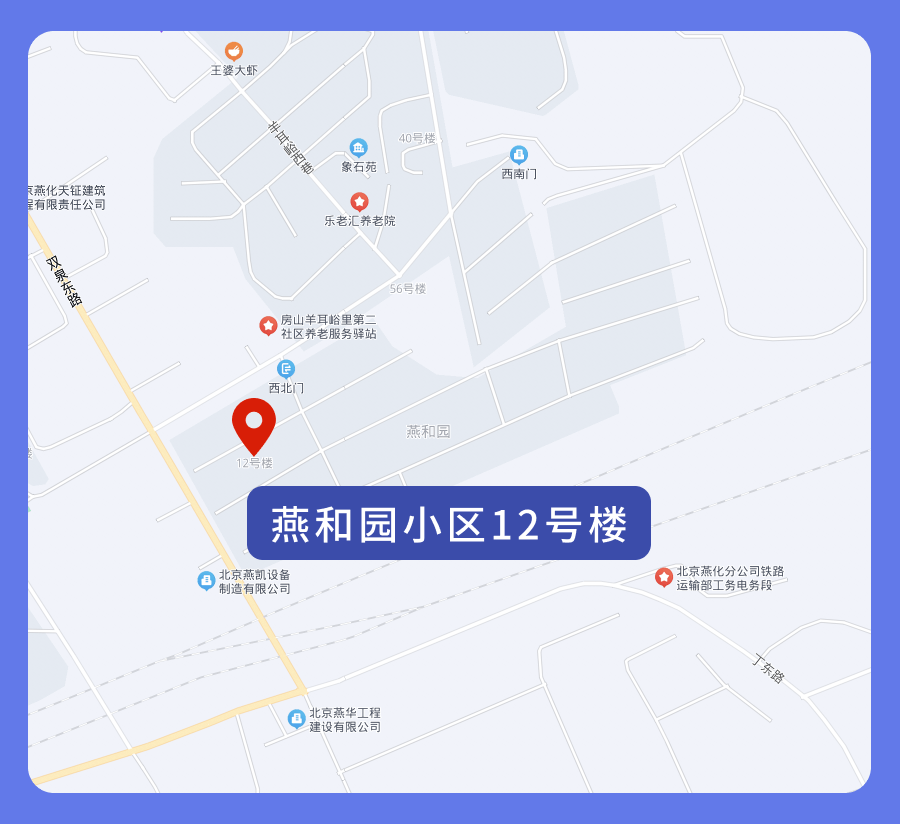 王婆大虾
羊耳峪西巷
40号楼
象石苑
西南门
京燕化天钲建筑
程有限责任公司
乐老汇养老院
双泉东路
56号楼
房山羊耳峪里第二
社区养老服务驿站
西北门
燕和园
12号楼
燕和园小区12号楼
北京燕凯设备
制造有限公司
北京燕化分公司铁路
运输部工务电务段
丁东路
北京燕华工程
建设有限公司